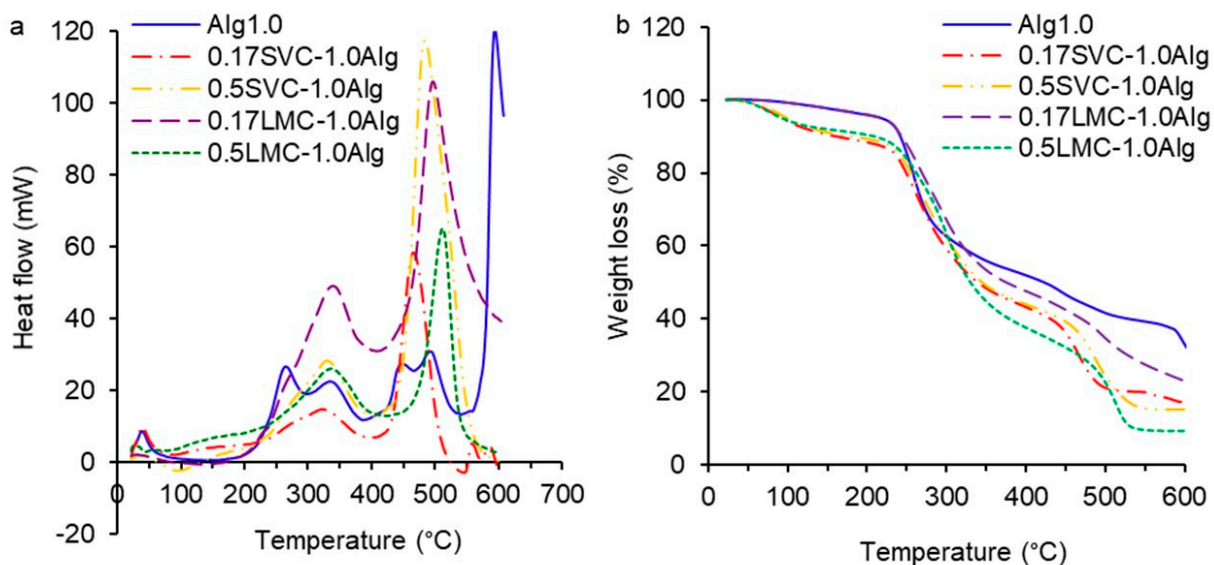 a
Alg1.0
0.17SVC-1.0Alg
0.5SVC-1.0Alg
0.17LMC-1.0Alg
0.5LMC-1.0Alg
Heat flow (mW)
120
100
80
60
40
20
0
-20
0 100 200 300 400 500 600 700
Temperature (°C)
b
Alg1.0
0.17SVC-1.0Alg
0.5SVC-1.0Alg
0.17LMC-1.0Alg
0.5LMC-1.0Alg
Weight loss (%)
120
100
80
60
40
20
0
0 100 200 300 400 500 600
Temperature (°C)